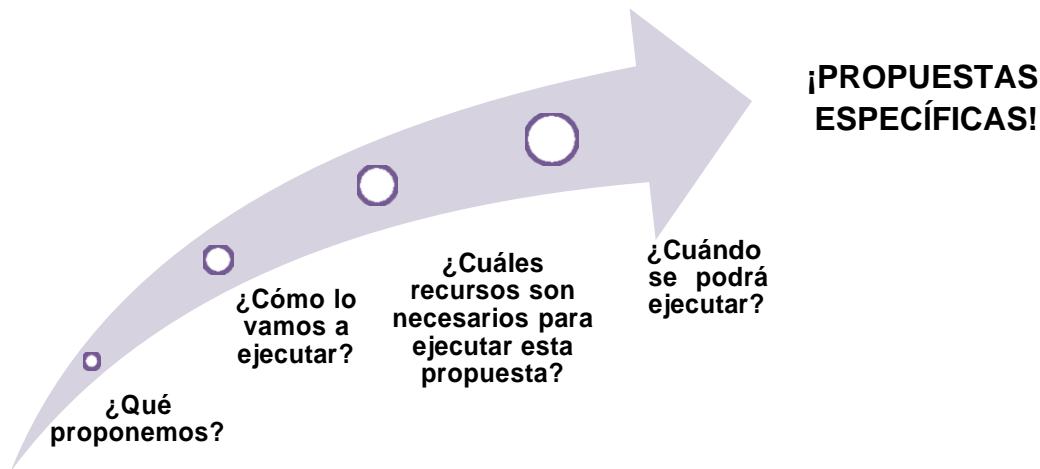 ¡PROPUESTAS
ESPECÍFICAS!
¿Qué
proponemos?
¿Cómo lo
vamos a
ejecutar?
¿Cuáles
recursos son
necesarios para
ejecutar esta
propuesta?
¿Cuándo
se podrá
ejecutar?